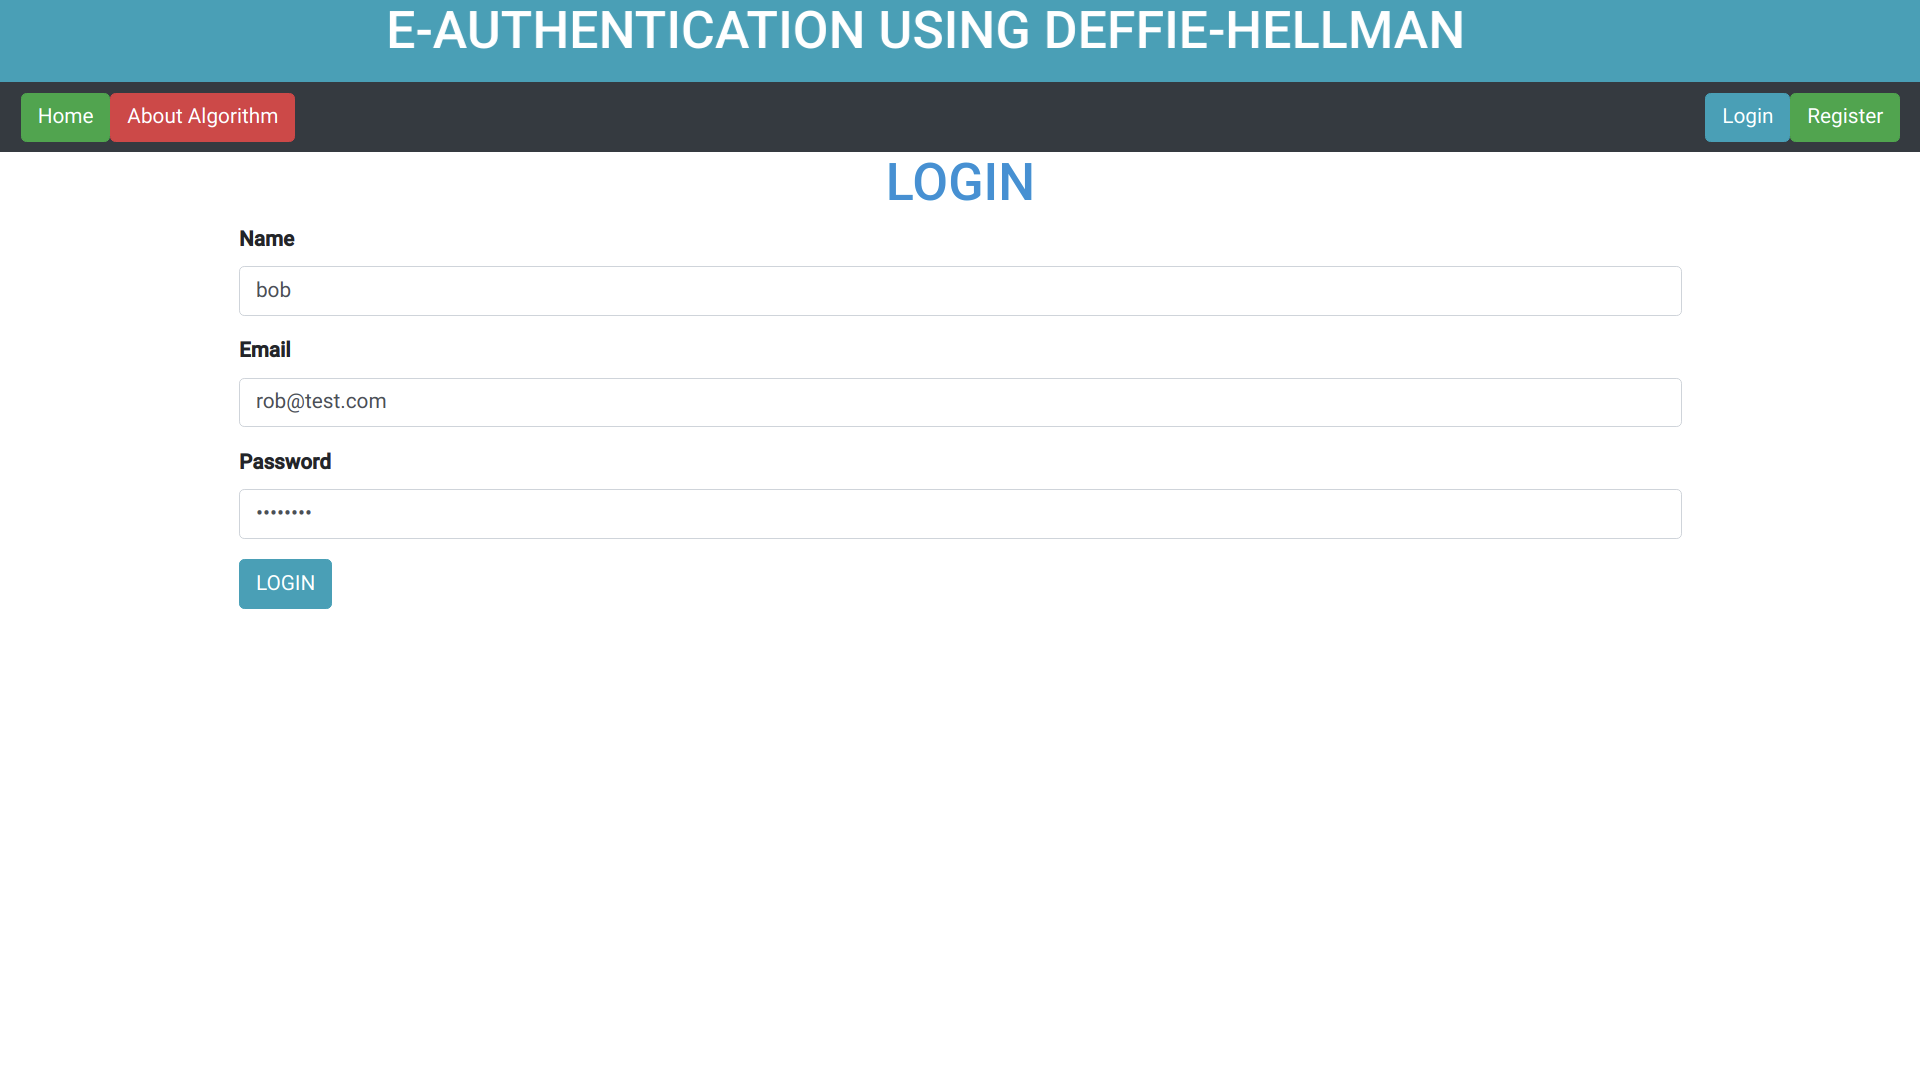 E-AUTHENTICATION USING DEFFIE-HELLMAN
Home About Algorithm Login Register
LOGIN
Name
bob
Email
rob@test.com
Password
••••••••
LOGIN